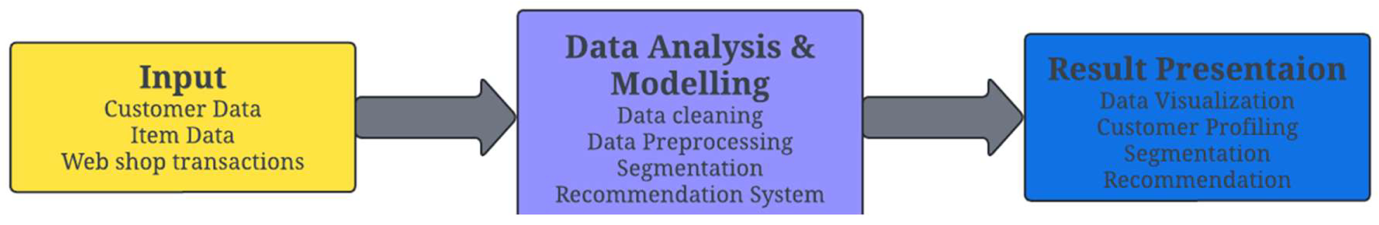 Input
Customer Data
Item Data
Web shop transactions
Data Analysis &
Modelling
Data cleaning
Data Preprocessing
Segmentation
Recommendation System
Result Presentaion
Data Visualization
Customer Profiling
Segmentation
Recommendation